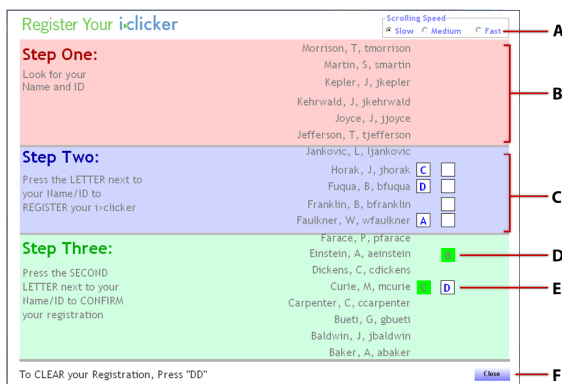 Register Your i>clicker
Scrolling Speed
Slow Medium Fast
A
Step One:
Look for your
Name and ID
Morrison, T, tmorrison
Martin, S, smartin
Kepler, J, jkepler
Kehrwald, J, jkehrwald
Joyce, J, jjoyce
Jefferson, T, tjefferson
B
Jankovic, L, ljankovic
Step Two:
Press the LETTER next to
your Name/ID to
REGISTER your i>clicker
Horak, J, jhorak C
Fuqua, B, bfuqua D
Franklin, B, bfranklin
Faulkner, W, wfaulkner A
C
Farace, P, pfarace
Step Three:
Press the SECOND
LETTER next to your
Name/ID to CONFIRM
your registration
Einstein, A, aeinstein
D
Dickens, C, cdickens
Curie, M, mcurie C D
E
Carpenter, C, ccarpenter
Bueti, G, gbueti
Baldwin, J, jbaldwin
Baker, A, abaker
To CLEAR your Registration, Press "DD"
Close
F